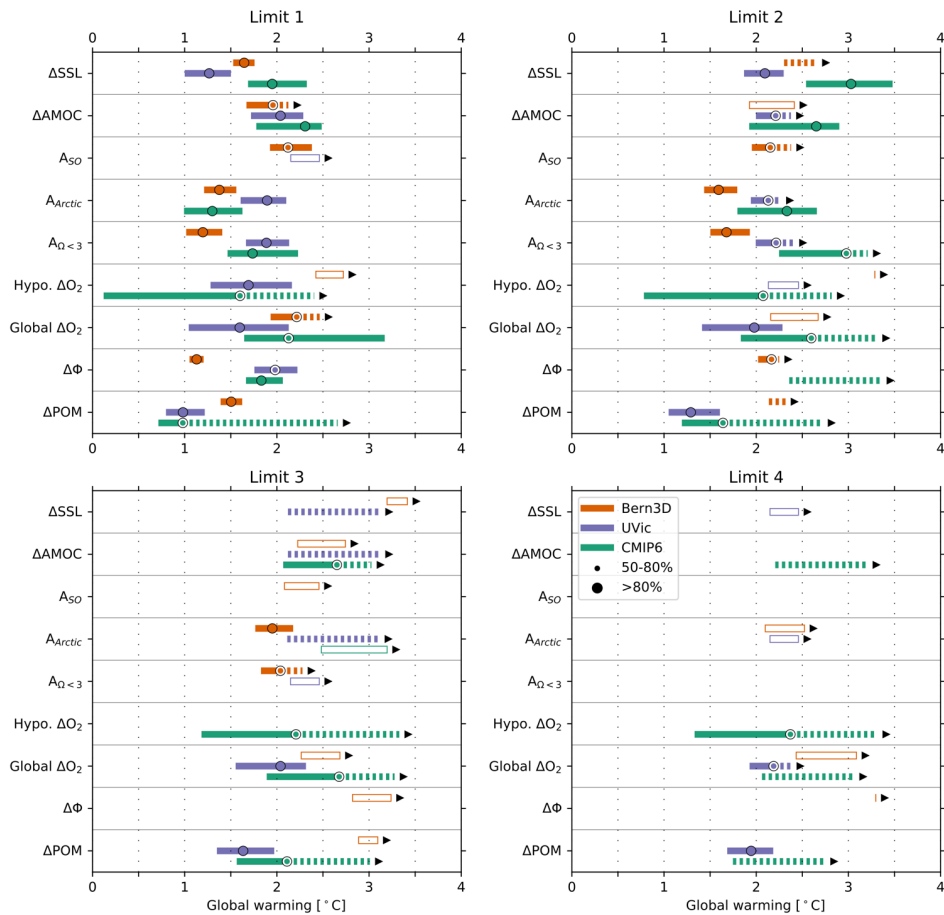 Limit 1
Limit 2
0 1 2 3 4
0 1 2 3 4
ΔSSL
ΔAMOC
A_SO
A_Arctic
A_Ω<3
Hypo. ΔO₂
Global ΔO₂
ΔΦ
ΔPOM
0 1 2 3 4
ΔSSL
ΔAMOC
A_SO
A_Arctic
A_Ω<3
Hypo. ΔO₂
Global ΔO₂
ΔΦ
ΔPOM
0 1 2 3 4
Limit 3
Limit 4
ΔSSL
ΔAMOC
A_SO
A_Arctic
A_Ω<3
Hypo. ΔO₂
Global ΔO₂
ΔΦ
ΔPOM
0 1 2 3 4
Global warming [°C]
Bern3D
UVic
CMIP6
50-80%
>80%
ΔSSL
ΔAMOC
A_SO
A_Arctic
A_Ω<3
Hypo. ΔO₂
Global ΔO₂
ΔΦ
ΔPOM
0 1 2 3 4
Global warming [°C]